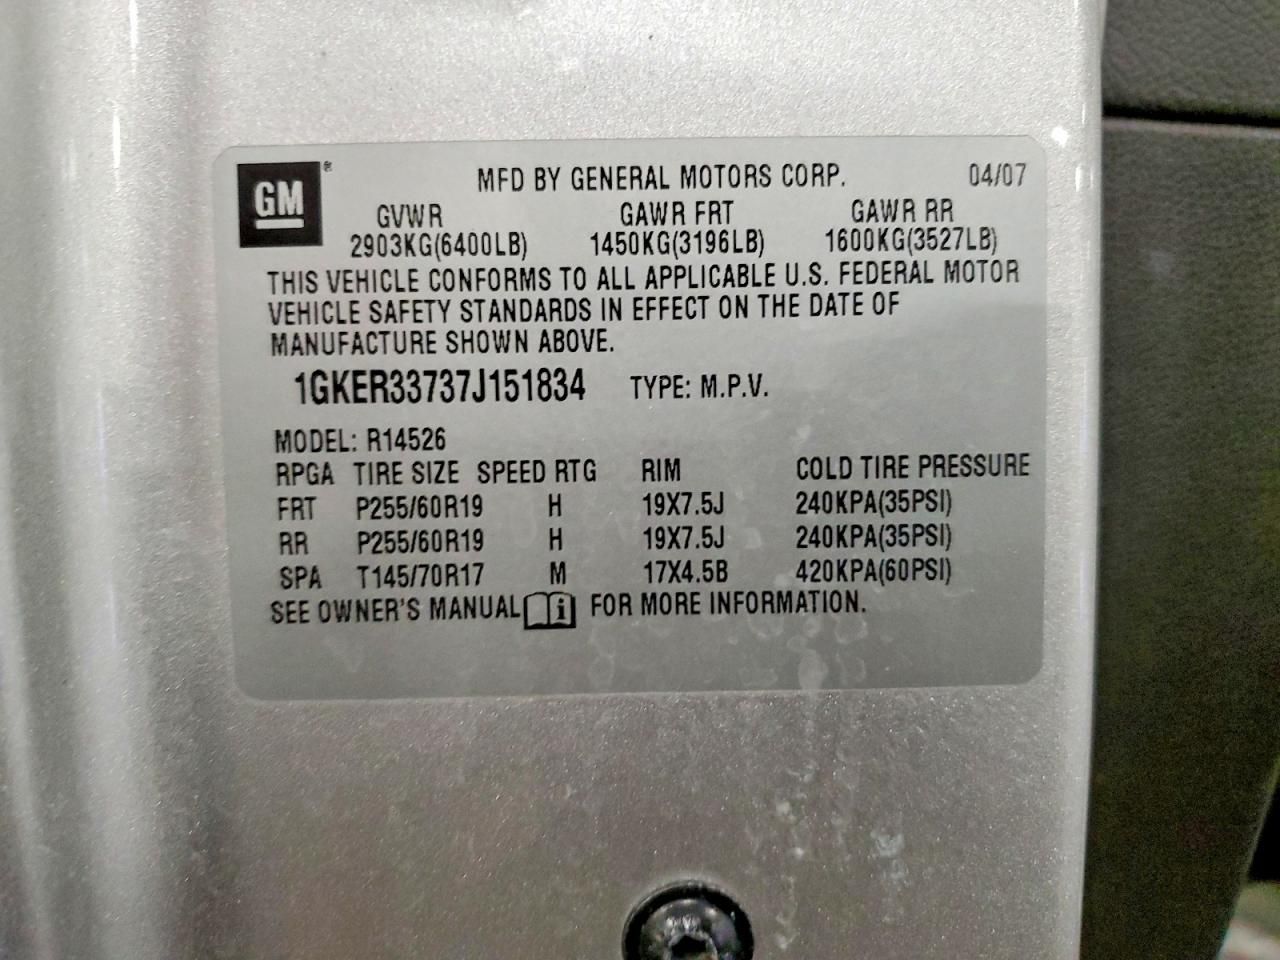 GM ® MFD BY GENERAL MOTORS CORP. 04/07
GVWR GAWR FRT GAWR RR
2903KG(6400LB) 1450KG(3196LB) 1600KG(3527LB)
THIS VEHICLE CONFORMS TO ALL APPLICABLE U.S. FEDERAL MOTOR
VEHICLE SAFETY STANDARDS IN EFFECT ON THE DATE OF
MANUFACTURE SHOWN ABOVE.
1GKER33737J151834 TYPE: M.P.V.
MODEL: R14526
RPGA TIRE SIZE SPEED RTG RIM COLD TIRE PRESSURE
FRT P255/60R19 H 19X7.5J 240KPA(35PSI)
RR P255/60R19 H 19X7.5J 240KPA(35PSI)
SPA T145/70R17 M 17X4.5B 420KPA(60PSI)
SEE OWNER'S MANUAL i FOR MORE INFORMATION.